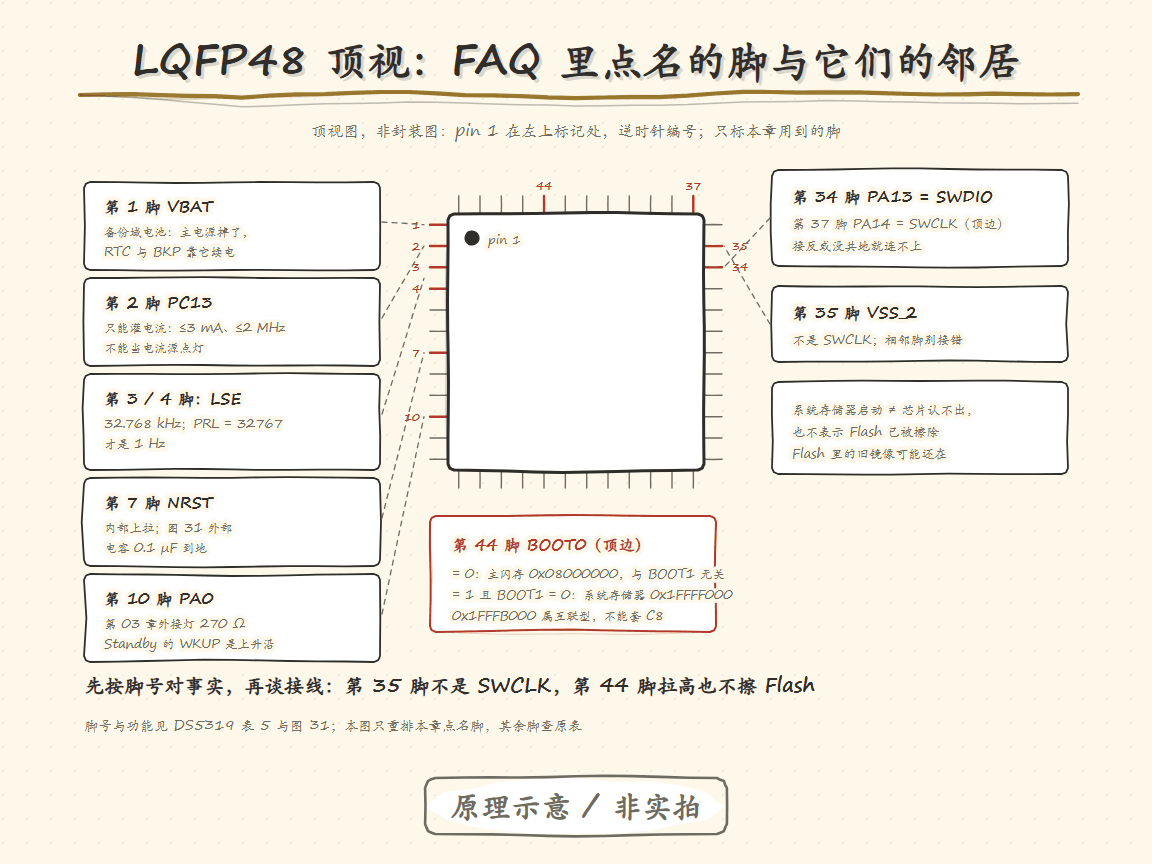 LQFP48 顶视：FAQ 里点名的脚与它们的邻居
顶视图，非封装图：pin 1 在左上标记处，逆时针编号；只标本章用到的脚
第 1 脚 VBAT
备份域电池：主电源掉了，
RTC 与 BKP 靠它续电
第 2 脚 PC13
只能灌电流：≤3 mA、≤2 MHz
不能当电流源点灯
第 3 / 4 脚：LSE
32.768 kHz；PRL = 32767
才是 1 Hz
第 7 脚 NRST
内部上拉；图 31 外部
电容 0.1 µF 到地
第 10 脚 PA0
第 03 章外接灯 270 Ω
Standby 的 WKUP 是上升沿
44
37
1
2
3
4
7
10
pin 1
35
34
第 34 脚 PA13 = SWDIO
第 37 脚 PA14 = SWCLK（顶边）
接反或没共地就连不上
第 35 脚 VSS_2
不是 SWCLK；相邻脚别接错
系统存储器启动 ≠ 芯片认不出，
也不表示 Flash 已被擦除
Flash 里的旧镜像可能还在
第 44 脚 BOOT0（顶边）
= 0：主闪存 0x08000000，与 BOOT1 无关
= 1 且 BOOT1 = 0：系统存储器 0x1FFFF000
0x1FFFB000 属互联型，不能套 C8
先按脚号对事实，再谈接线：第 35 脚不是 SWCLK，第 44 脚拉高也不擦 Flash
脚号与功能见 DS5319 表 5 与图 31；本图只重排本章点名脚，其余脚查原表
原理示意 / 非实拍